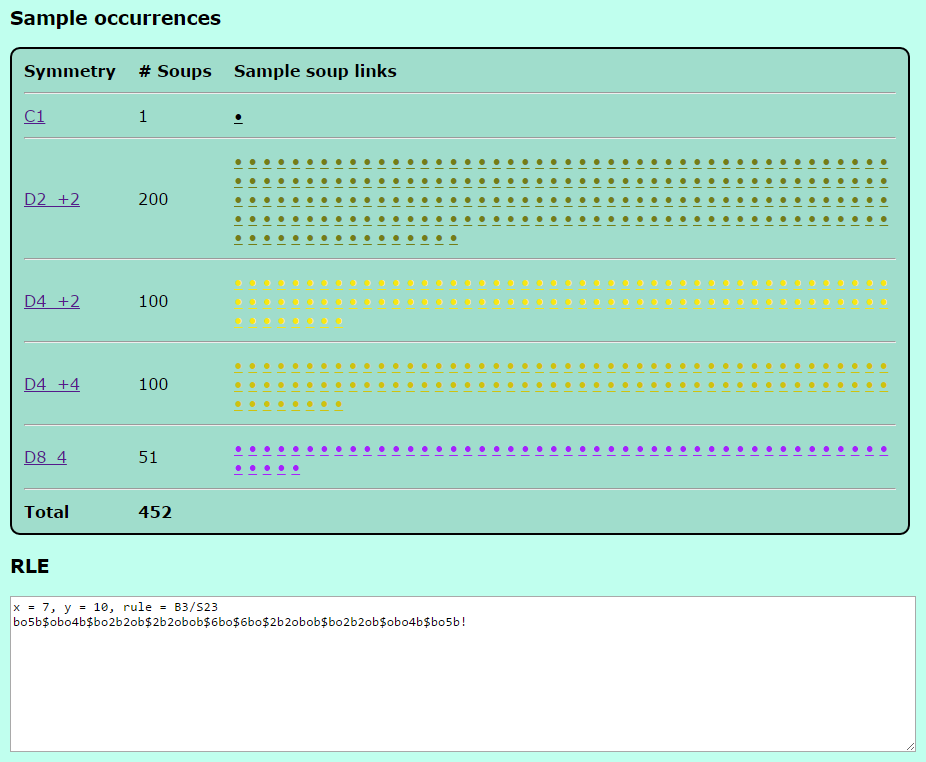 Sample occurrences
Symmetry # Soups Sample soup links
C1 1 •
D2_+2 200 • • • • • • • • • • • • • • • • • • • • • • • • • • • • • • • • • • • • • • • • • • • • • •
• • • • • • • • • • • • • • • • • • • • • • • • • • • • • • • • • • • • • • • • • • • • • •
• • • • • • • • • • • • • • • • • • • • • • • • • • • • • • • • • • • • • • • • • • • • • •
• • • • • • • • • • • • • • • • • • • • • • • • • • • • • • • • • • • • • • • • • • • • • •
• • • • • • • • • • • • • • • •
D4_+2 100 • • • • • • • • • • • • • • • • • • • • • • • • • • • • • • • • • • • • • • • • • • • • • •
• • • • • • • • • • • • • • • • • • • • • • • • • • • • • • • • • • • • • • • • • • • • • •
• • • • • • • •
D4_+4 100 • • • • • • • • • • • • • • • • • • • • • • • • • • • • • • • • • • • • • • • • • • • • • •
• • • • • • • • • • • • • • • • • • • • • • • • • • • • • • • • • • • • • • • • • • • • • •
• • • • • • • •
D8_4 51 • • • • • • • • • • • • • • • • • • • • • • • • • • • • • • • • • • • • • • • • • • • • • •
• • • • •
Total 452
RLE
x = 7, y = 10, rule = B3/S23
bo5b$obo4b$bo2b2ob$2b2obob$6bo$6bo$2b2obob$bo2b2ob$obo4b$bo5b!